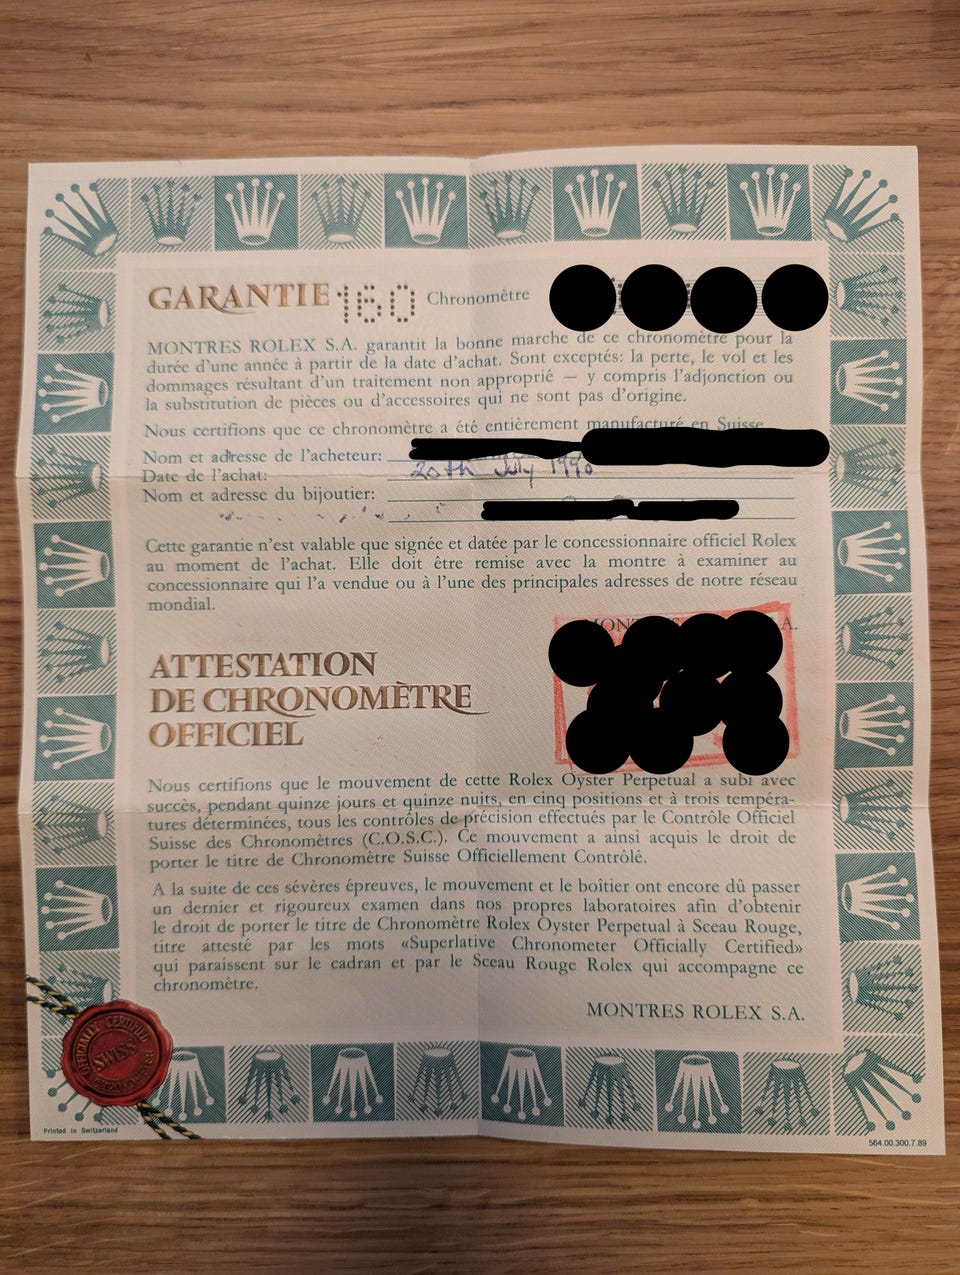 GARANTIE 160 Chronomètre
MONTRES ROLEX S.A. garantit la bonne marche de ce chronomètre pour la
durée d'une année à partir de la date d'achat. Sont exceptés: la perte, le vol et les
dommages résultant d'un traitement non approprié — y compris l'adjonction ou
la substitution de pièces ou d'accessoires qui ne sont pas d'origine.
Nous certifions que ce chronomètre a été entièrement manufacturé en Suisse
Nom et adresse de l'acheteur:
Date de l'achat: 20th July 1990
Nom et adresse du bijoutier:
Cette garantie n'est valable que signée et datée par le concessionnaire officiel Rolex
au moment de l'achat. Elle doit être remise avec la montre à examiner au
concessionnaire qui l'a vendue ou à l'une des principales adresses de notre réseau
mondial.
ATTESTATION
DE CHRONOMÈTRE
OFFICIEL
Nous certifions que le mouvement de cette Rolex Oyster Perpetual a subi avec
succès, pendant quinze jours et quinze nuits, en cinq positions et à trois tempéra-
tures déterminées, tous les contrôles de précision effectués par le Contrôle Officiel
Suisse des Chronomètres (C.O.S.C.). Ce mouvement a ainsi acquis le droit de
porter le titre de Chronomètre Suisse Officiellement Contrôlé.
A la suite de ces sévères épreuves, le mouvement et le boîtier ont encore dû passer
un dernier et rigoureux examen dans nos propres laboratoires afin d'obtenir
le droit de porter le titre de Chronomètre Rolex Oyster Perpetual à Sceau Rouge,
titre attesté par les mots «Superlative Chronometer Officially Certified»
qui paraissent sur le cadran et par le Sceau Rouge Rolex qui accompagne ce
chronomètre.
MONTRES ROLEX S.A.
OFFICIALLY CERTIFIED
SWISS
CHRONOMETER
Printed in Switzerland
564.00.300.7.89